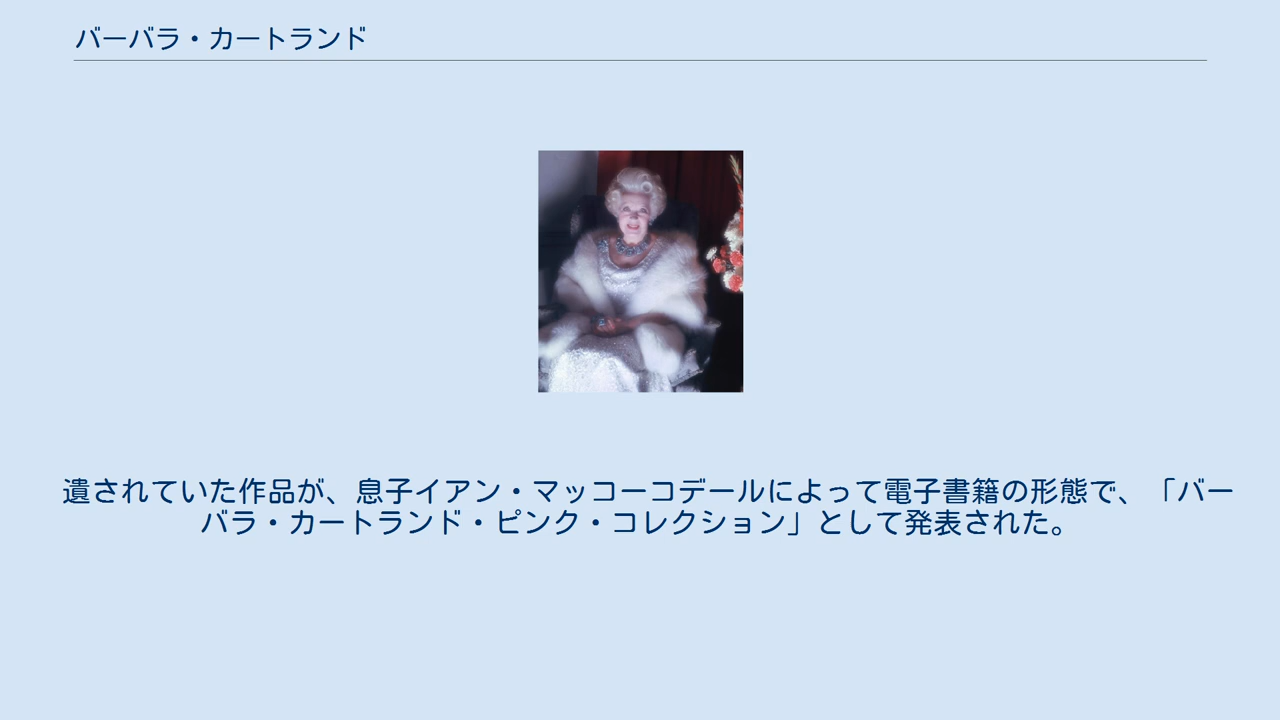 バーバラ・カートランド
遺されていた作品が、息子イアン・マッコーコデールによって電子書籍の形態で、「バー
バラ・カートランド・ピンク・コレクション」として発表された。